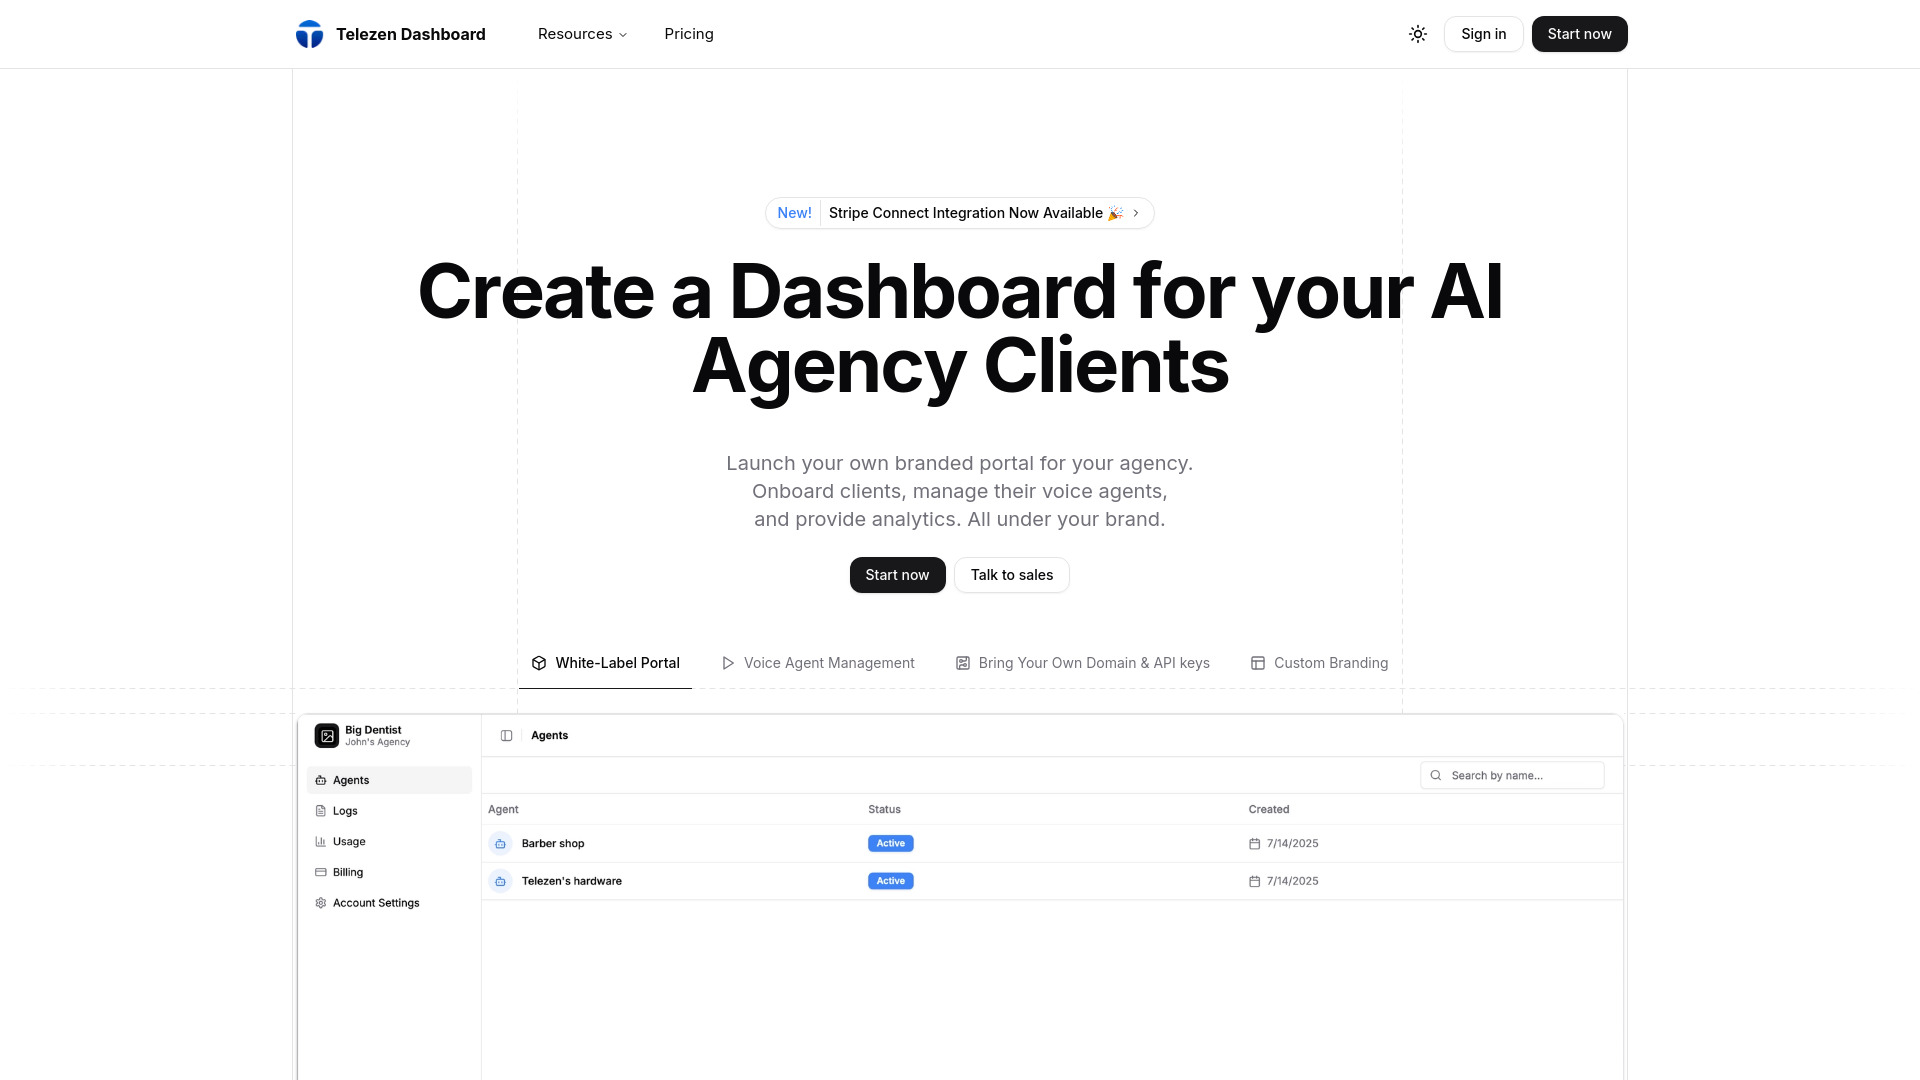 Telezen Dashboard
Resources
Pricing
Sign in
Start now
New! Stripe Connect Integration Now Available 🎉
Create a Dashboard for your AI
Agency Clients
Launch your own branded portal for your agency.
Onboard clients, manage their voice agents,
and provide analytics. All under your brand.
Start now
Talk to sales
White-Label Portal
Voice Agent Management
Bring Your Own Domain & API keys
Custom Branding
Big Dentist
John's Agency
Agents
Logs
Usage
Billing
Account Settings
Agents
Search by name...
Agent Status Created
Barber shop Active 7/14/2025
Telezen's hardware Active 7/14/2025